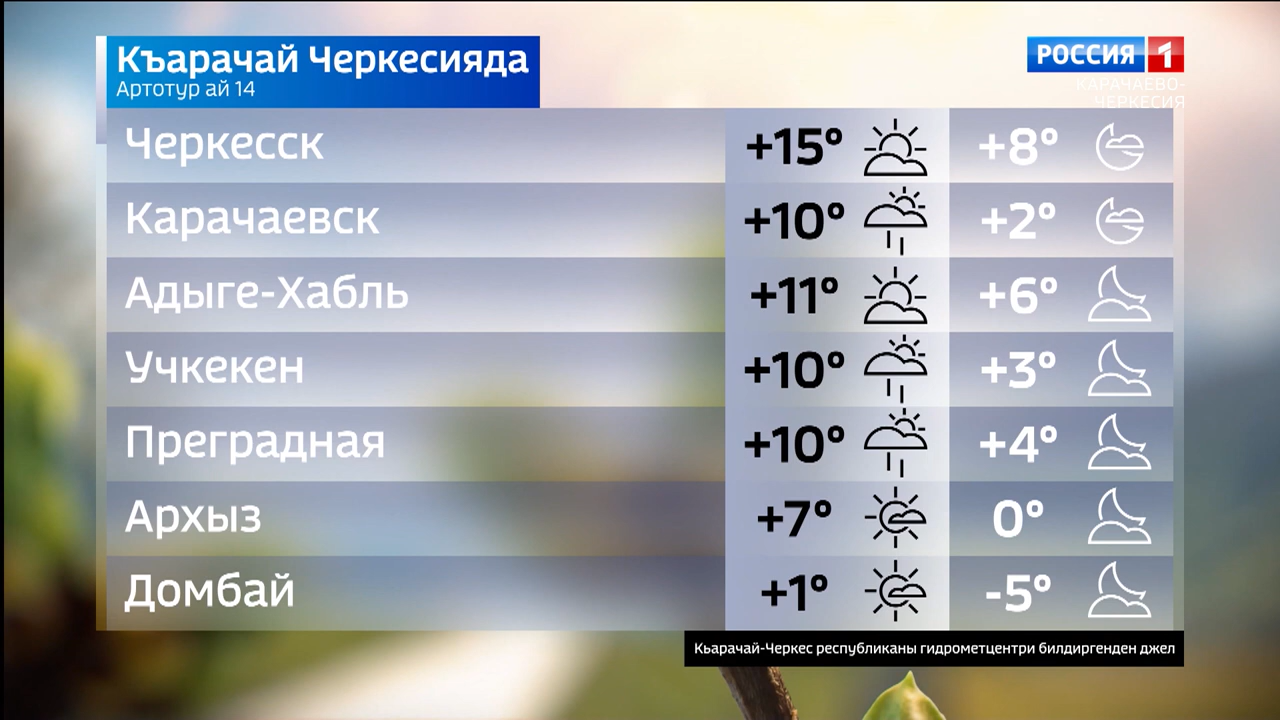 Къарачай Черкесияда
Артотур ай 14
РОССИЯ 1
КАРАЧАЕВО-
ЧЕРКЕСИЯ
Черкесск +15° +8°
Карачаевск +10° +2°
Адыге-Хабль +11° +6°
Учкекен +10° +3°
Преградная +10° +4°
Архыз +7° 0°
Домбай +1° -5°
Кьарачай-Черкес республиканы гидрометцентри билдиргенден джел